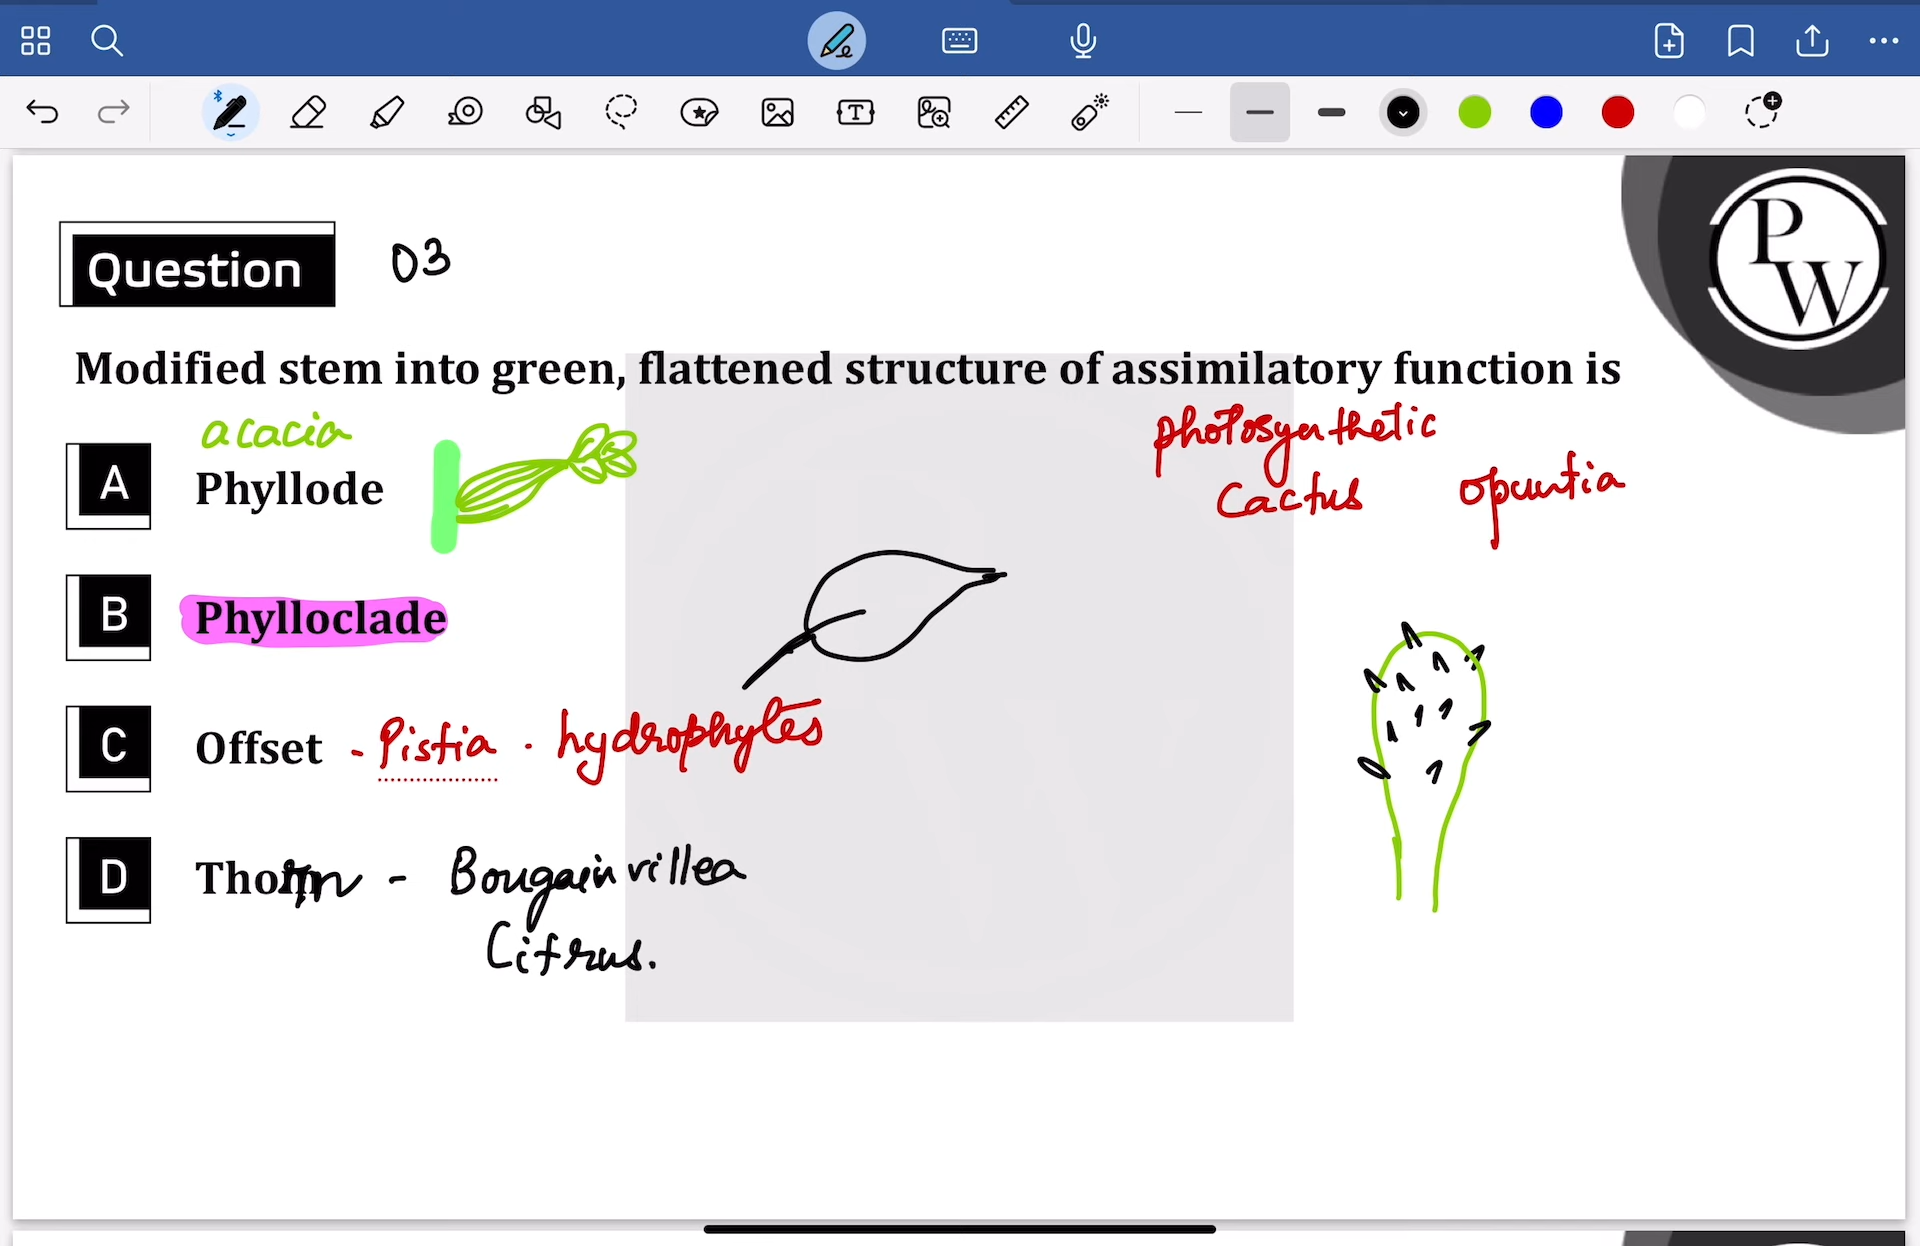 Question 03
PW
Modified stem into green, flattened structure of assimilatory function is
acacia
photosynthetic
A Phyllode
Cactus opuntia
B Phylloclade
C Offset - Pistia - hydrophytes
D Thorn - Bougainvillea
Citrus.